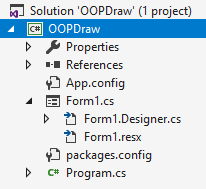 Solution 'OOPDraw' (1 project)
C# OOPDraw
Properties
References
App.config
Form1.cs
Form1.Designer.cs
Form1.resx
packages.config
C# Program.cs